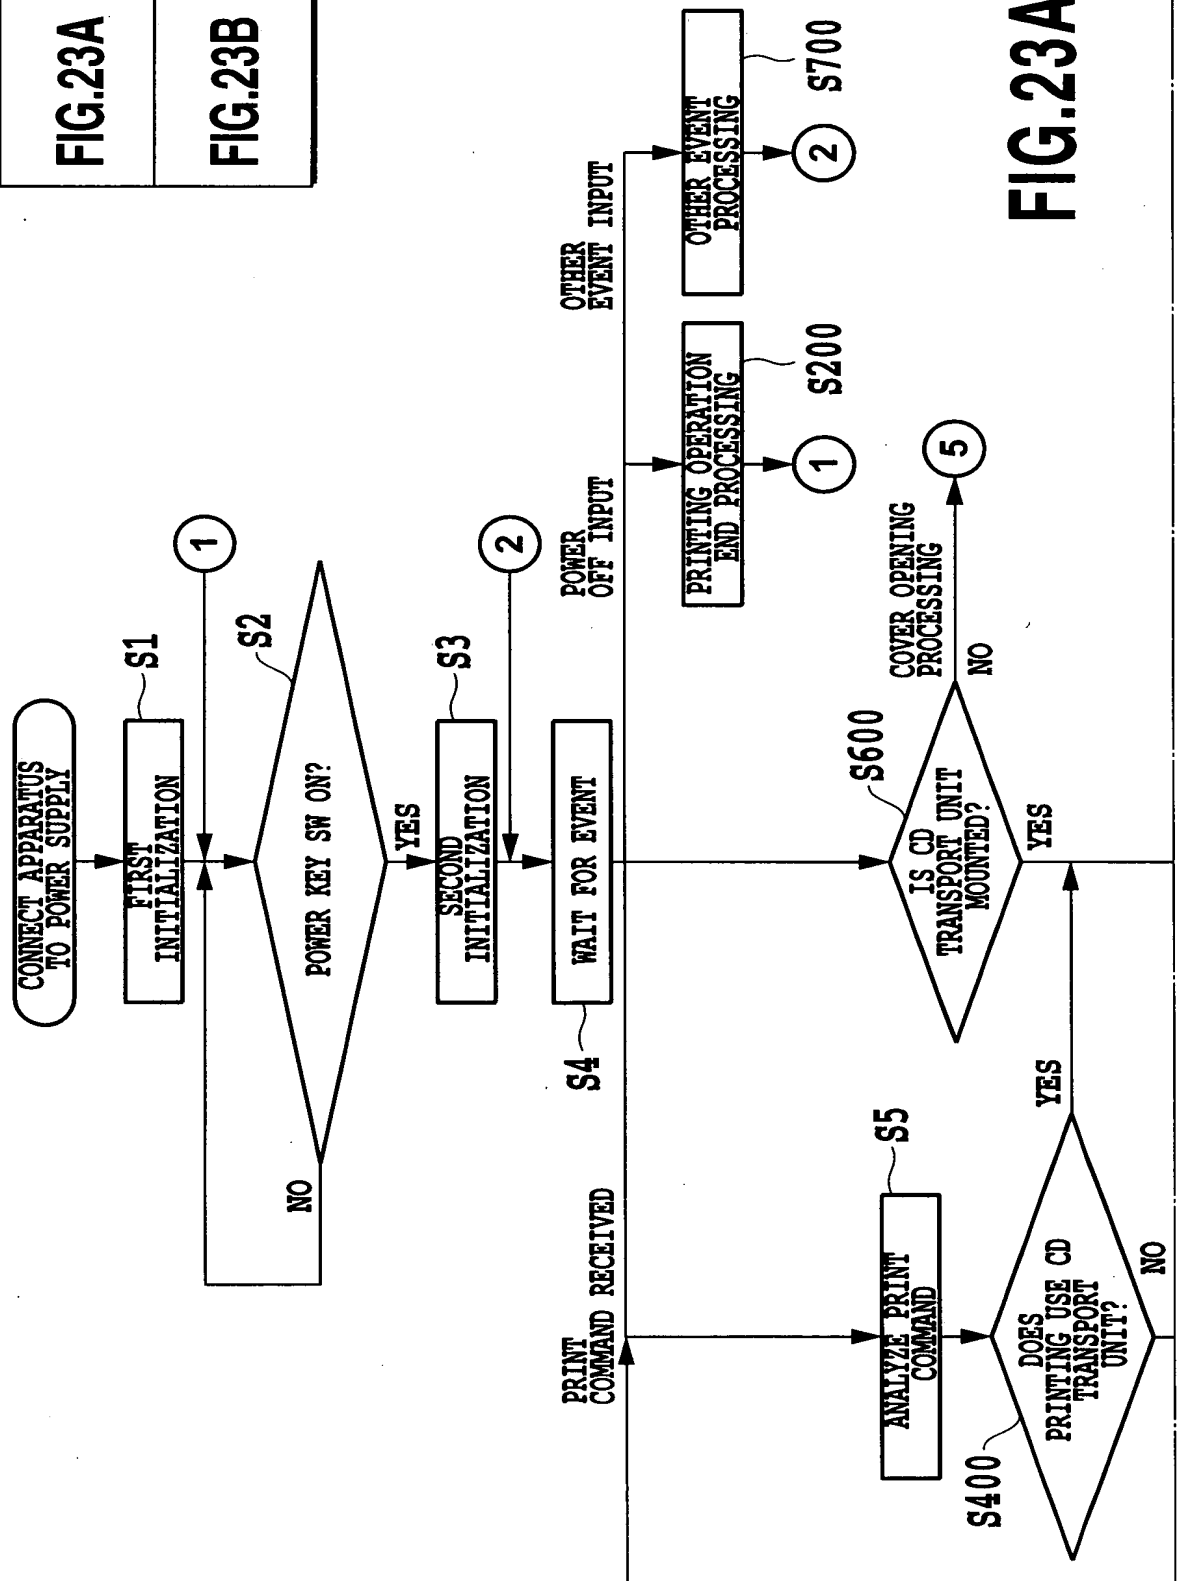 FIG.23A
FIG.23B
CONNECT APPARATUS
TO POWER SUPPLY
FIRST
INITIALIZATION
S1
1
POWER KEY SW ON?
S2
NO
YES
SECOND
INITIALIZATION
S3
2
WAIT FOR EVENT
S4
PRINT
COMMAND RECEIVED
POWER
OFF INPUT
OTHER
EVENT INPUT
ANALYZE PRINT
COMMAND
S5
DOES
PRINTING USE CD
TRANSPORT
UNIT?
S400
YES
NO
IS CD
TRANSPORT UNIT
MOUNTED?
S600
YES
NO
COVER OPENING
PROCESSING
5
PRINTING OPERATION
END PROCESSING
S200
1
OTHER EVENT
PROCESSING
S700
2
FIG.23A